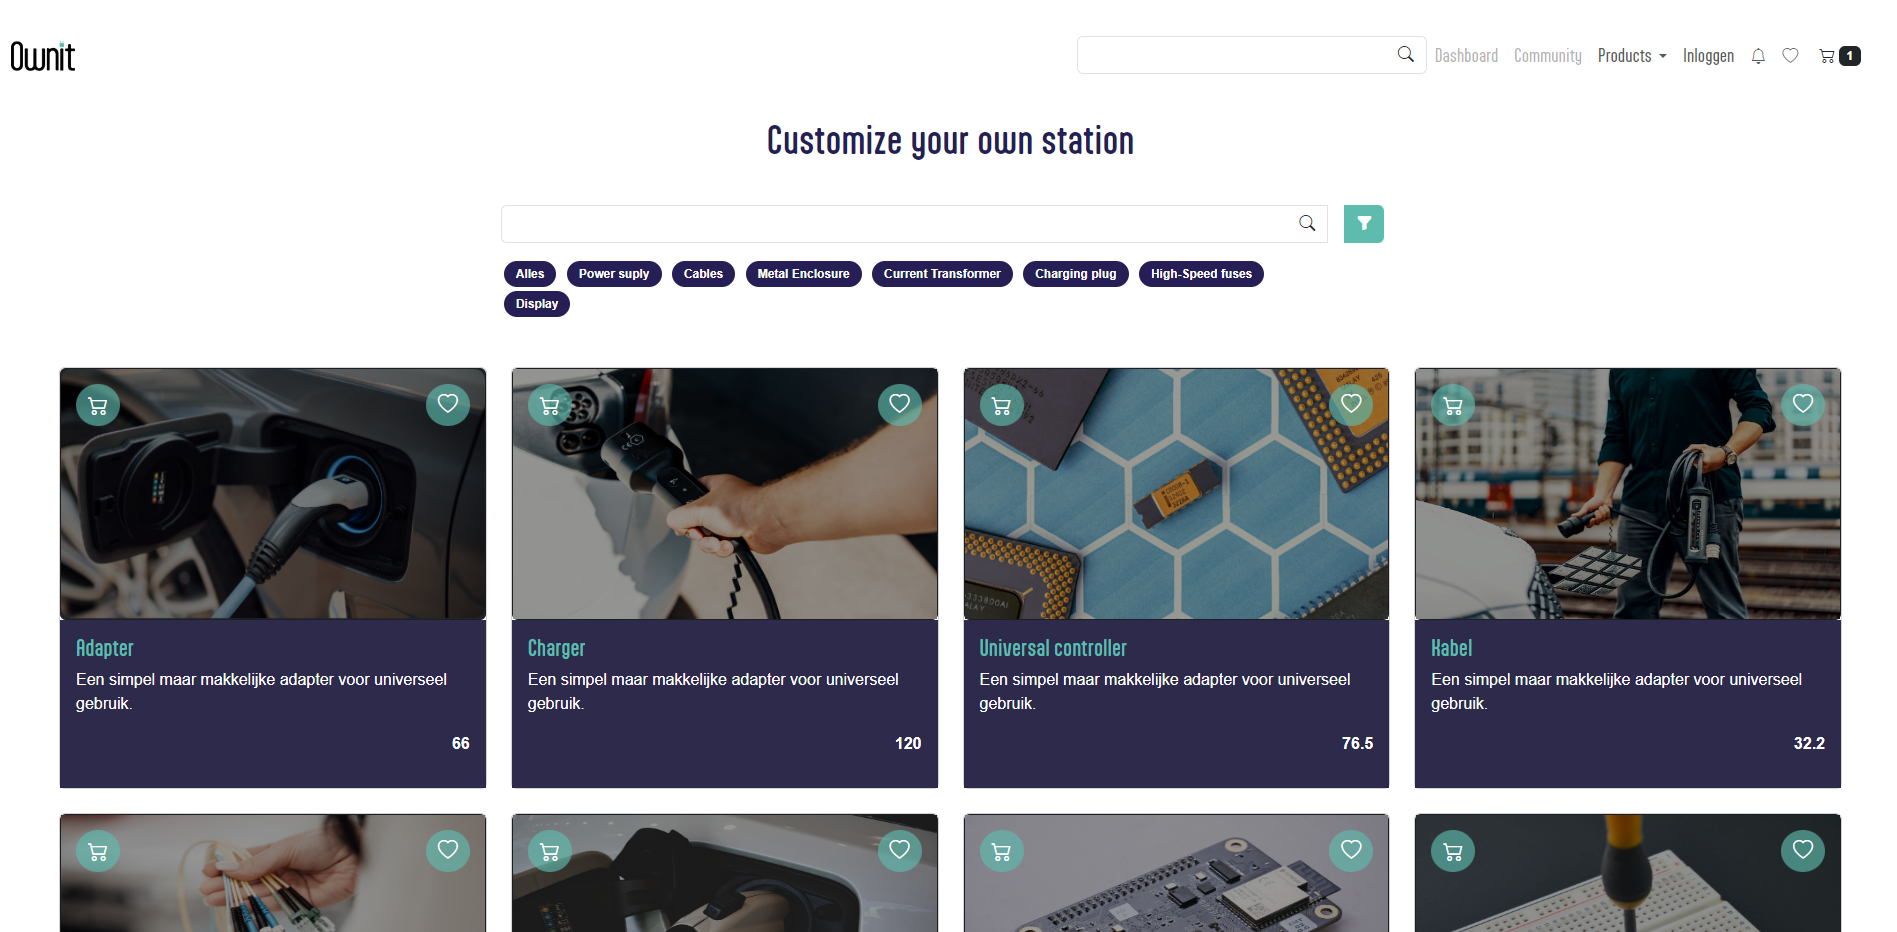 Ownit
Dashboard Community Products Inloggen 1
Customize your own station
Alles Power suply Cables Metal Enclosure Current Transformer Charging plug High-Speed fuses
Display
Adapter
Een simpel maar makkelijke adapter voor universeel
gebruik.
66
Charger
Een simpel maar makkelijke adapter voor universeel
gebruik.
120
Universal controller
Een simpel maar makkelijke adapter voor universeel
gebruik.
76.5
Kabel
Een simpel maar makkelijke adapter voor universeel
gebruik.
32.2